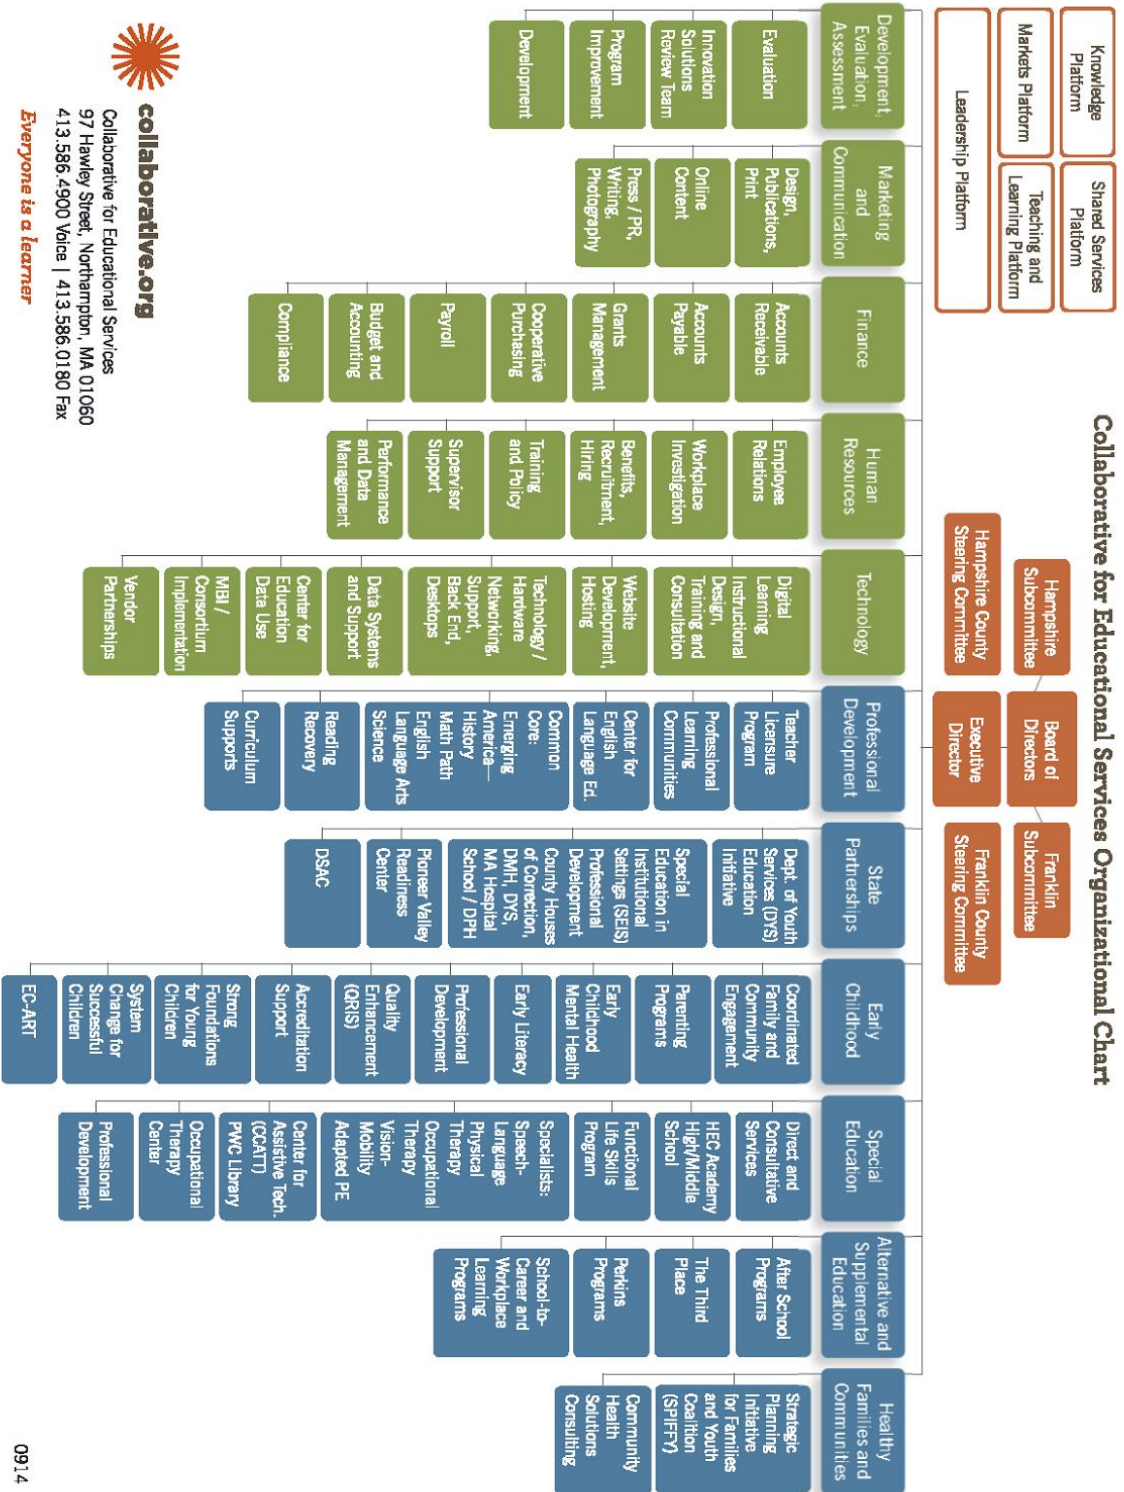 Collaborative for Educational Services Organizational Chart
Knowledge
Platform
Shared Services
Platform
Markets Platform
Teaching and
Learning Platform
Leadership Platform
Hampshire
Subcommittee
Board of
Directors
Franklin
Subcommittee
Hampshire County
Steering Committee
Executive
Director
Franklin County
Steering Committee
Development,
Evaluation,
Assessment
Evaluation
Innovation
Solutions
Review Team
Program
Improvement
Development
Marketing
and
Communication
Design,
Publications,
Print
Online
Content
Press / PR,
Writing,
Photography
Finance
Accounts
Receivable
Accounts
Payable
Grants
Management
Cooperative
Purchasing
Payroll
Budget and
Accounting
Compliance
Human
Resources
Employee
Relations
Workplace
Investigation
Benefits,
Recruitment,
Hiring
Training
and Policy
Supervisor
Support
Performance
and Data
Management
Technology
Digital
Learning
Instructional
Design,
Training and
Consultation
Website
Development,
Hosting
Technology /
Hardware
Networking,
Support,
Back End,
Desktops
Data Systems
and Support
Center for
Education
Data Use
MBI /
Consortium
Implementation
Vendor
Partnerships
Professional
Development
Teacher
Licensure
Program
Professional
Learning
Communities
Center for
English
Language Ed.
Common
Core:
Emerging
America—
History
Math Path
English
Language Arts
Science
Reading
Recovery
Curriculum
Supports
State
Partnerships
Dept. of Youth
Services (DYS)
Education
Initiative
Special
Education in
Institutional
Settings (SEIS)
Professional
Development
County Houses
of Correction,
DMH, DYS,
MA Hospital
School / DPH
Pioneer Valley
Readiness
Center
DSAC
Early
Childhood
Coordinated
Family and
Community
Engagement
Parenting
Programs
Early
Childhood
Mental Health
Early Literacy
Professional
Development
Quality
Enhancement
(QRIS)
Accreditation
Support
Strong
Foundations
for Young
Children
System
Change for
Successful
Children
EC-ART
Special
Education
Direct and
Consultative
Services
HEC Academy
High/Middle
School
Functional
Life Skills
Program
Specialists:
Speech-
Language
Physical
Therapy
Occupational
Therapy
Vision-
Mobility
Adapted PE
Center for
Assistive Tech.
(CCATT)
PWC Library
Occupational
Therapy
Center
Professional
Development
Alternative and
Supplemental
Education
After School
Programs
The Third
Place
Perkins
Programs
School-to-
Career and
Workplace
Learning
Programs
Healthy
Families and
Communities
Strategic
Planning
Initiative
for Families
and Youth
Coalition
(SPIFFY)
Community
Health
Solutions
Consulting
collaborative.org
Collaborative for Educational Services
97 Hawley Street, Northampton, MA 01060
413.586.4900 Voice | 413.586.0180 Fax
Everyone is a learner
0914